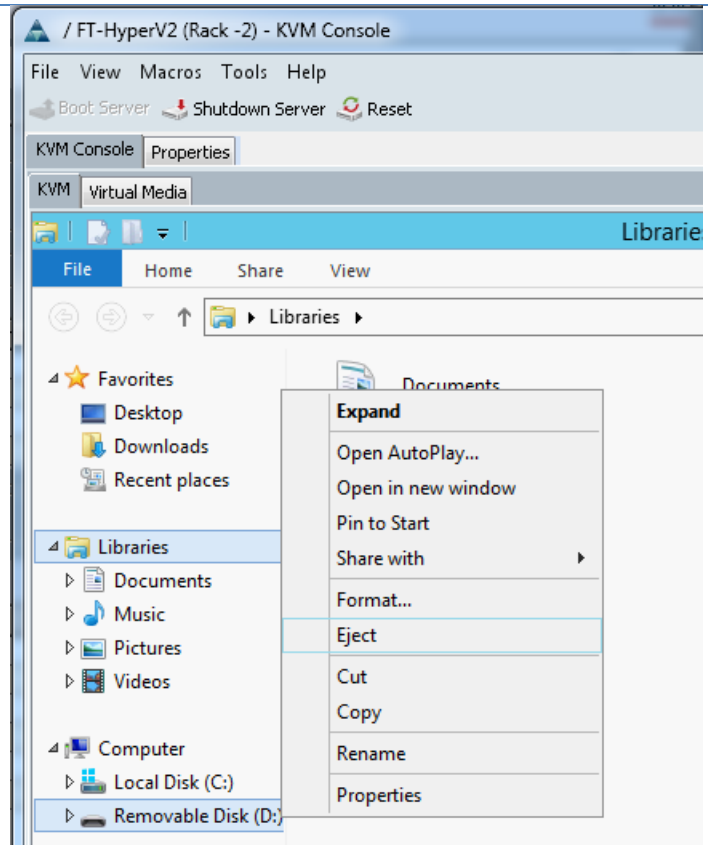 / FT-HyperV2 (Rack -2) - KVM Console
File View Macros Tools Help
Boot Server Shutdown Server Reset
KVM Console Properties
KVM Virtual Media
File Home Share View
Libraries
Favorites
Desktop
Downloads
Recent places
Libraries
Documents
Music
Pictures
Videos
Computer
Local Disk (C:)
Removable Disk (D:)
Documents
Expand
Open AutoPlay...
Open in new window
Pin to Start
Share with
Format...
Eject
Cut
Copy
Rename
Properties